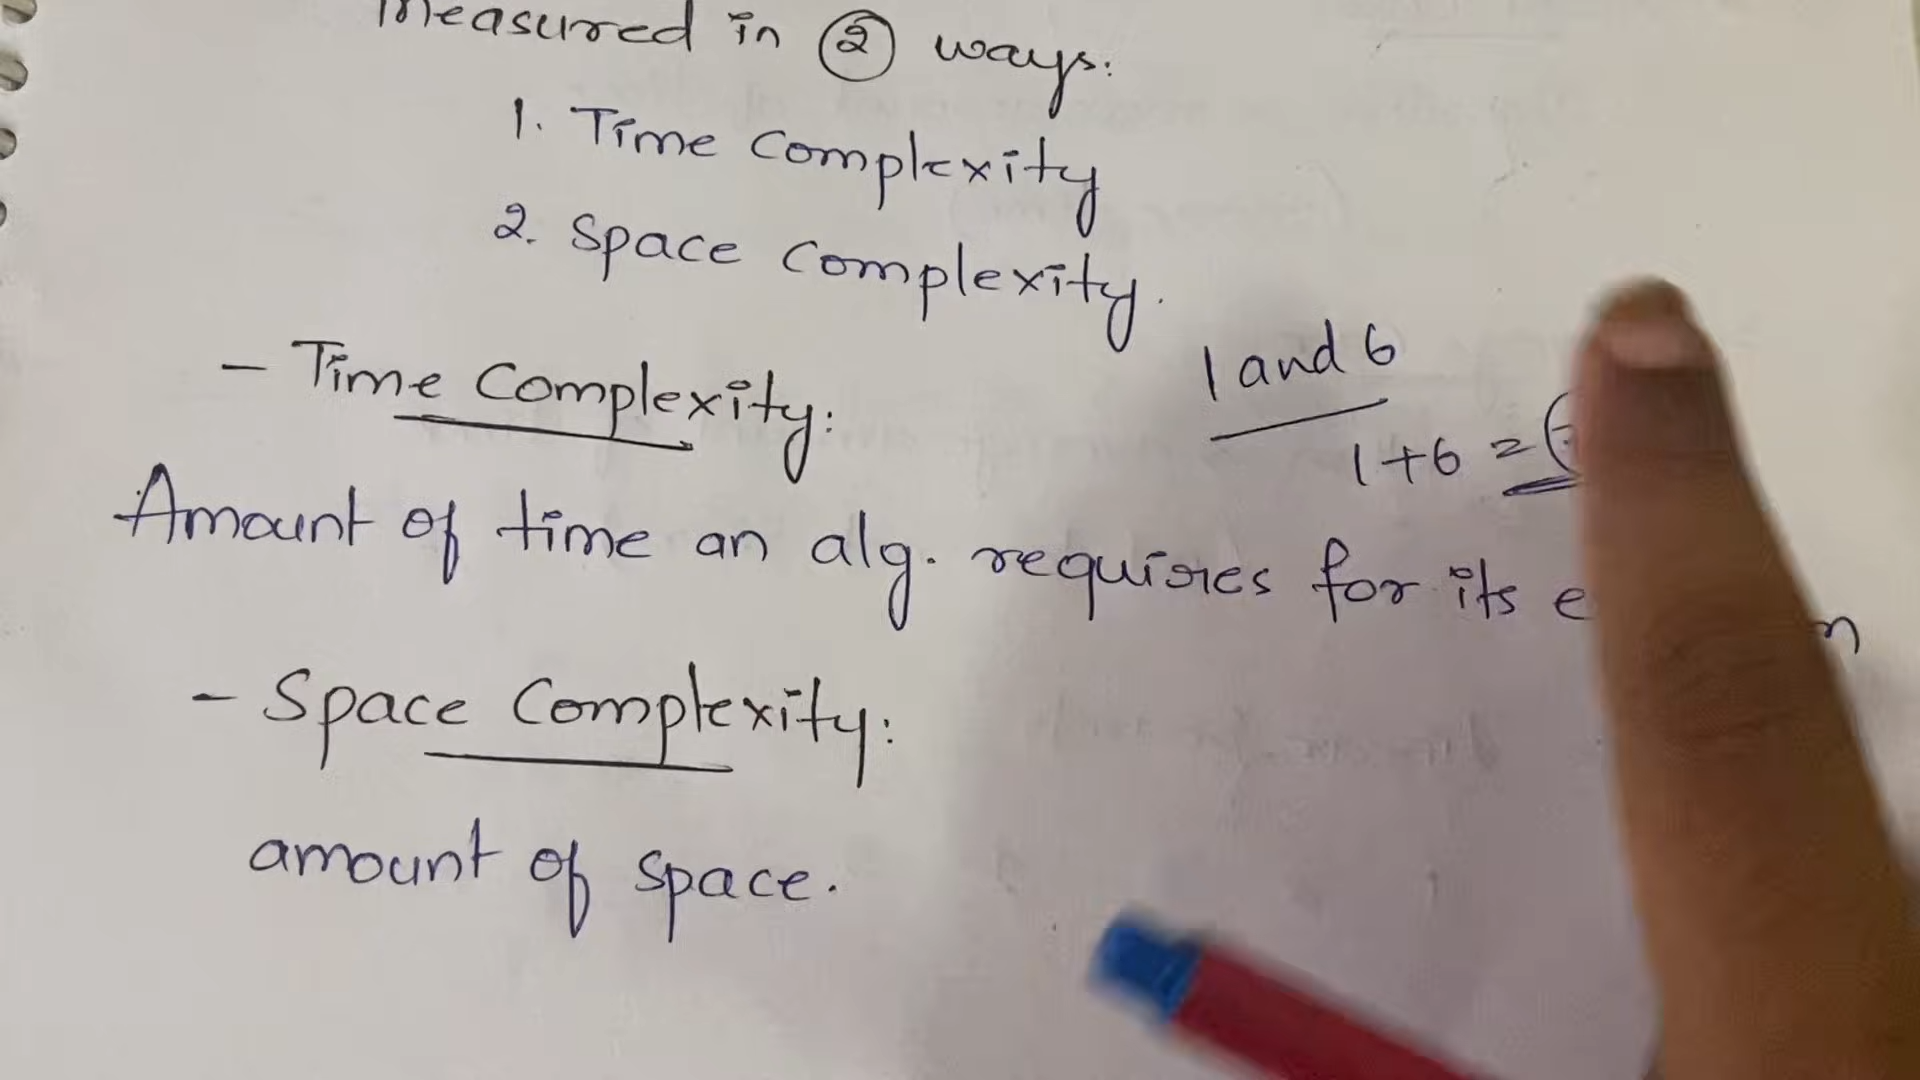 Measured in 2 ways:
1. Time Complexity
2. Space Complexity.
- Time Complexity:
1 and 6
1+6 =
Amount of time an alg. requires for its
- Space Complexity:
amount of space.